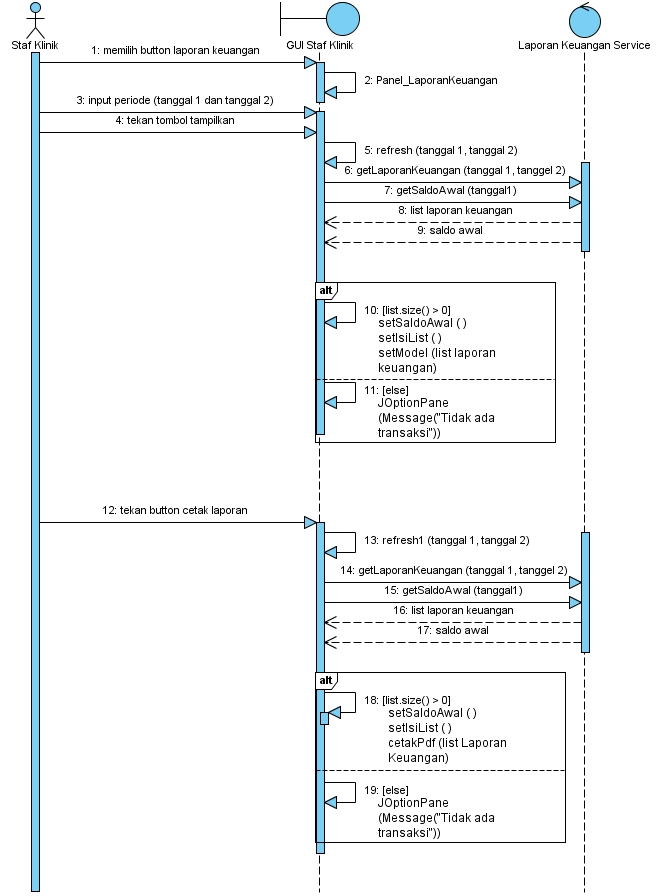 Staf Klinik
GUI Staf Klinik
Laporan Keuangan Service
1: memilih button laporan keuangan
2: Panel_LaporanKeuangan
3: input periode (tanggal 1 dan tanggal 2)
4: tekan tombol tampilkan
5: refresh (tanggal 1, tanggal 2)
6: getLaporanKeuangan (tanggal 1, tanggel 2)
7: getSaldoAwal (tanggal1)
8: list laporan keuangan
9: saldo awal
alt
10: [list.size() > 0]
setSaldoAwal ( )
setIsiList ( )
setModel (list laporan
keuangan)
11: [else]
JOptionPane
(Message("Tidak ada
transaksi"))
12: tekan button cetak laporan
13: refresh1 (tanggal 1, tanggal 2)
14: getLaporanKeuangan (tanggal 1, tanggel 2)
15: getSaldoAwal (tanggal1)
16: list laporan keuangan
17: saldo awal
alt
18: [list.size() > 0]
setSaldoAwal ( )
setIsiList ( )
cetakPdf (list Laporan
Keuangan)
19: [else]
JOptionPane
(Message("Tidak ada
transaksi"))